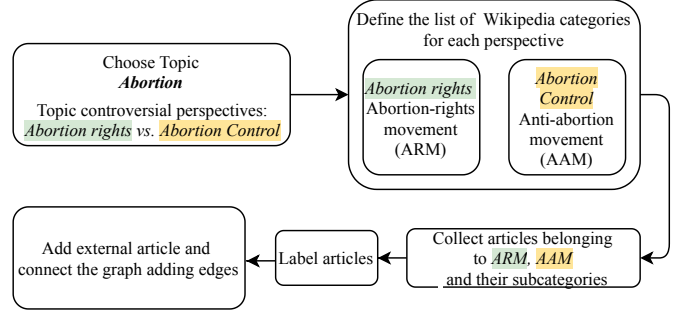 Choose Topic
Abortion
Topic controversial perspectives:
Abortion rights vs. Abortion Control
Define the list of Wikipedia categories
for each perspective
Abortion rights
Abortion-rights
movement
(ARM)
Abortion
Control
Anti-abortion
movement
(AAM)
Collect articles belonging
to ARM, AAM
and their subcategories
Label articles
Add external article and
connect the graph adding edges